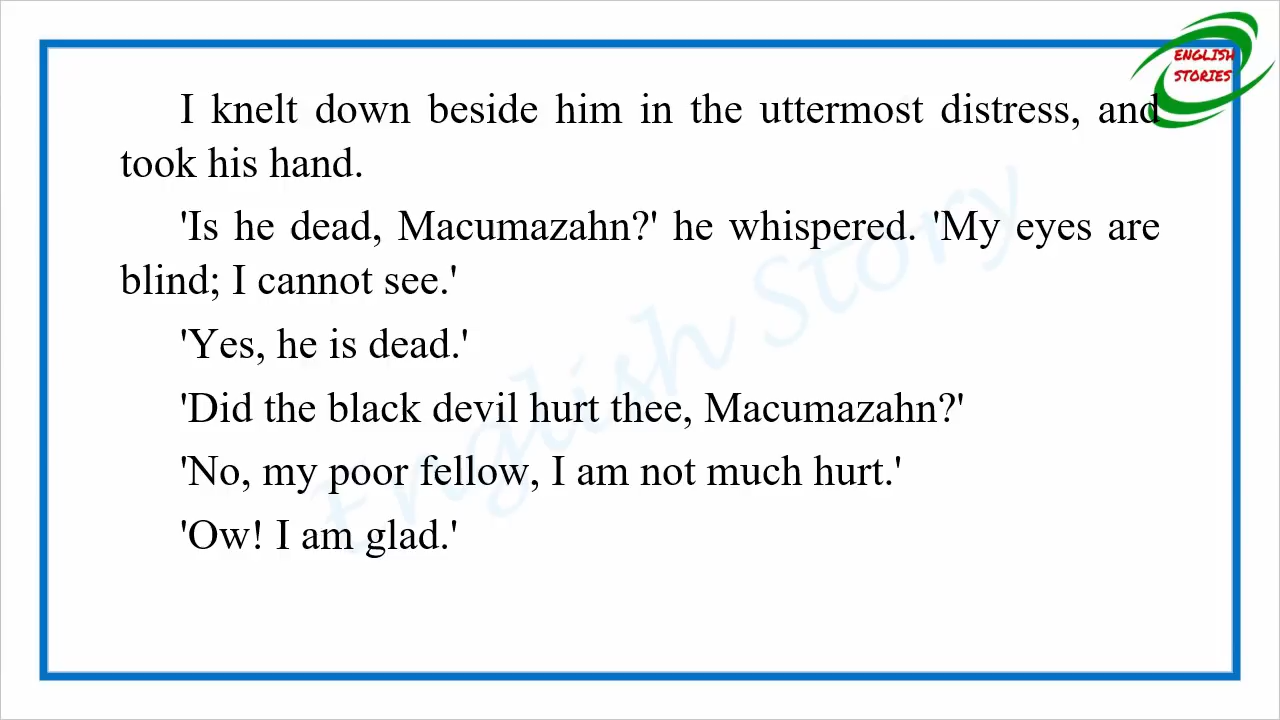 ENGLISH
STORIES
I knelt down beside him in the uttermost distress, and
took his hand.
'Is he dead, Macumazahn?' he whispered. 'My eyes are
blind; I cannot see.'
'Yes, he is dead.'
'Did the black devil hurt thee, Macumazahn?'
'No, my poor fellow, I am not much hurt.'
'Ow! I am glad.'
English Story